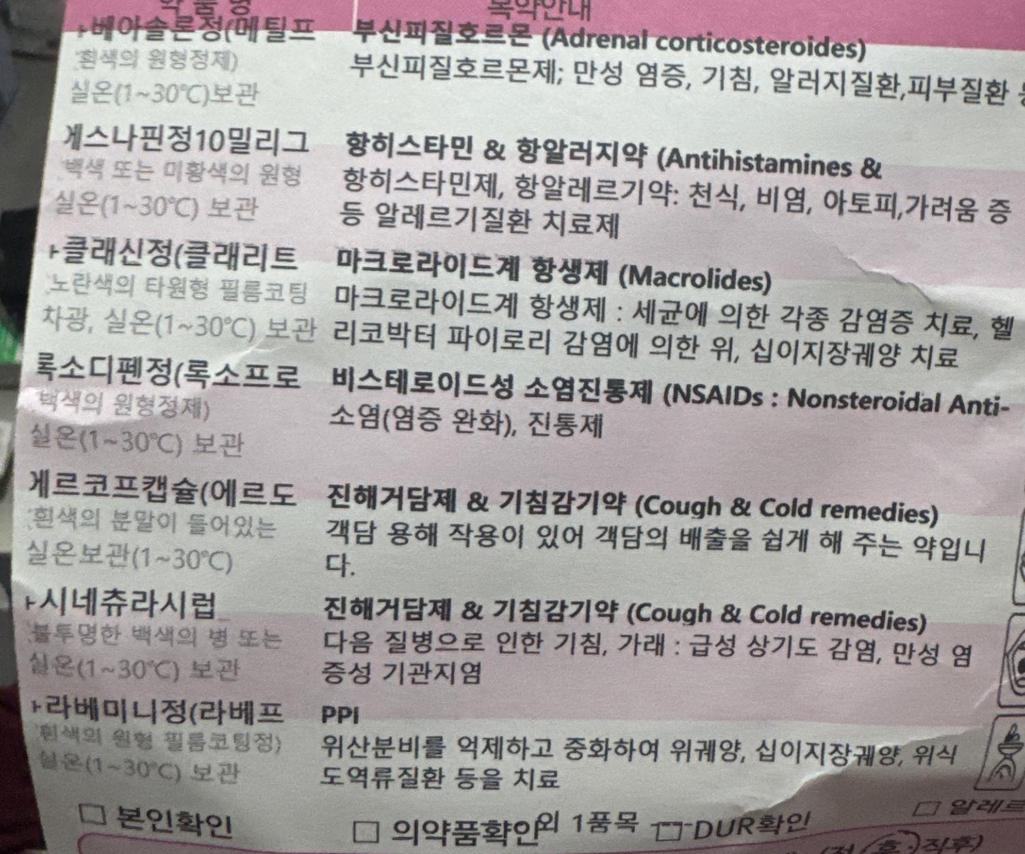 약품명 복약안내
베아솔론정(메틸프 부신피질호르몬 (Adrenal corticosteroides)
흰색의 원형정제) 부신피질호르몬제; 만성 염증, 기침, 알러지질환,피부질환
실온(1~30℃)보관
에스나핀정10밀리그 항히스타민 & 항알러지약 (Antihistamines &
백색 또는 미황색의 원형 항히스타민제, 항알레르기약: 천식, 비염, 아토피,가려움 증
실온(1~30℃) 보관 등 알레르기질환 치료제
클래신정(클래리트 마크로라이드계 항생제 (Macrolides)
노란색의 타원형 필름코팅 마크로라이드계 항생제 : 세균에 의한 각종 감염증 치료, 헬
차광, 실온(1~30℃) 보관 리코박터 파이로리 감염에 의한 위, 십이지장궤양 치료
록소디펜정(록소프로 비스테로이드성 소염진통제 (NSAIDs : Nonsteroidal Anti-
백색의 원형정제) 소염(염증 완화), 진통제
실온(1~30℃) 보관
에르코프캡슐(에르도 진해거담제 & 기침감기약 (Cough & Cold remedies)
흰색의 분말이 들어있는 객담 용해 작용이 있어 객담의 배출을 쉽게 해 주는 약입니
실온보관(1~30℃) 다.
시네츄라시럽 진해거담제 & 기침감기약 (Cough & Cold remedies)
불투명한 백색의 병 또는 다음 질병으로 인한 기침, 가래 : 급성 상기도 감염, 만성 염
실온(1~30℃) 보관 증성 기관지염
라베미니정(라베프 PPI
흰색의 원형 필름코팅정) 위산분비를 억제하고 중화하여 위궤양, 십이지장궤양, 위식
실온(1~30℃) 보관 도역류질환 등을 치료
□ 본인확인 □ 의약품확인 외 1품목 □ DUR확인 □ 알레르